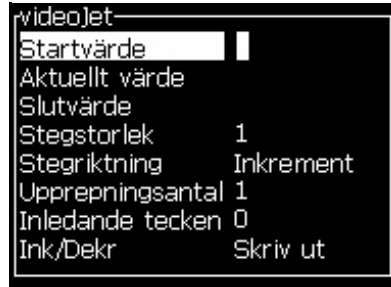 videojet
Startvärde
Aktuellt värde
Slutvärde
Stegstorlek 1
Stegriktning Inkrement
Upprepningsantal 1
Inledande tecken 0
Ink/Dekr Skriv ut